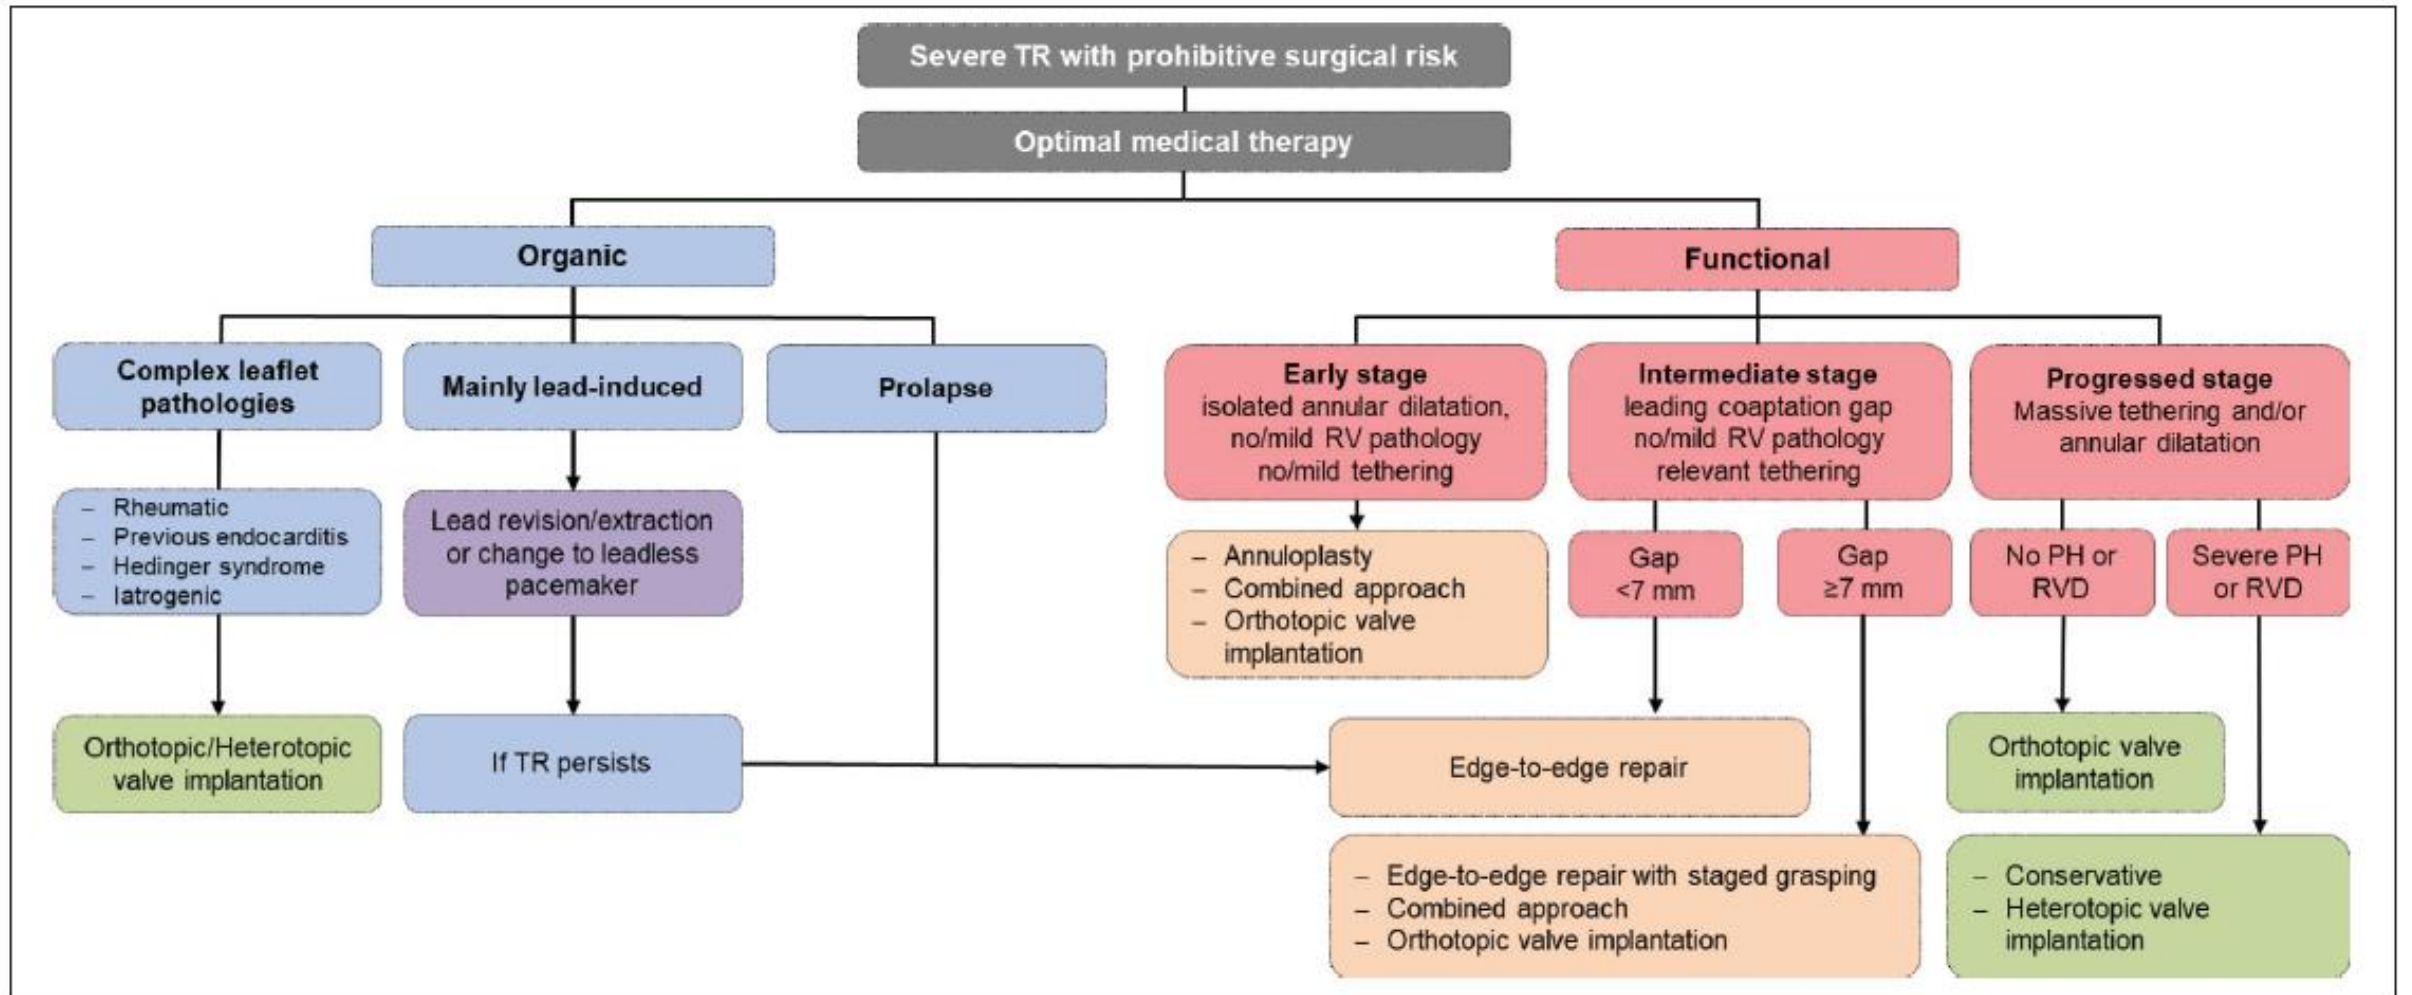 Severe TR with prohibitive surgical risk
Optimal medical therapy
Organic
Functional
Complex leaflet
pathologies
Mainly lead-induced
Prolapse
Early stage
isolated annular dilatation,
no/mild RV pathology
no/mild tethering
Intermediate stage
leading coaptation gap
no/mild RV pathology
relevant tethering
Progressed stage
Massive tethering and/or
annular dilatation
– Rheumatic
– Previous endocarditis
– Hedinger syndrome
– Iatrogenic
Lead revision/extraction
or change to leadless
pacemaker
– Annuloplasty
– Combined approach
– Orthotopic valve
implantation
Gap
<7 mm
Gap
≥7 mm
No PH or
RVD
Severe PH
or RVD
Orthotopic/Heterotopic
valve implantation
If TR persists
Edge-to-edge repair
Orthotopic valve
implantation
– Edge-to-edge repair with staged grasping
– Combined approach
– Orthotopic valve implantation
– Conservative
– Heterotopic valve
implantation